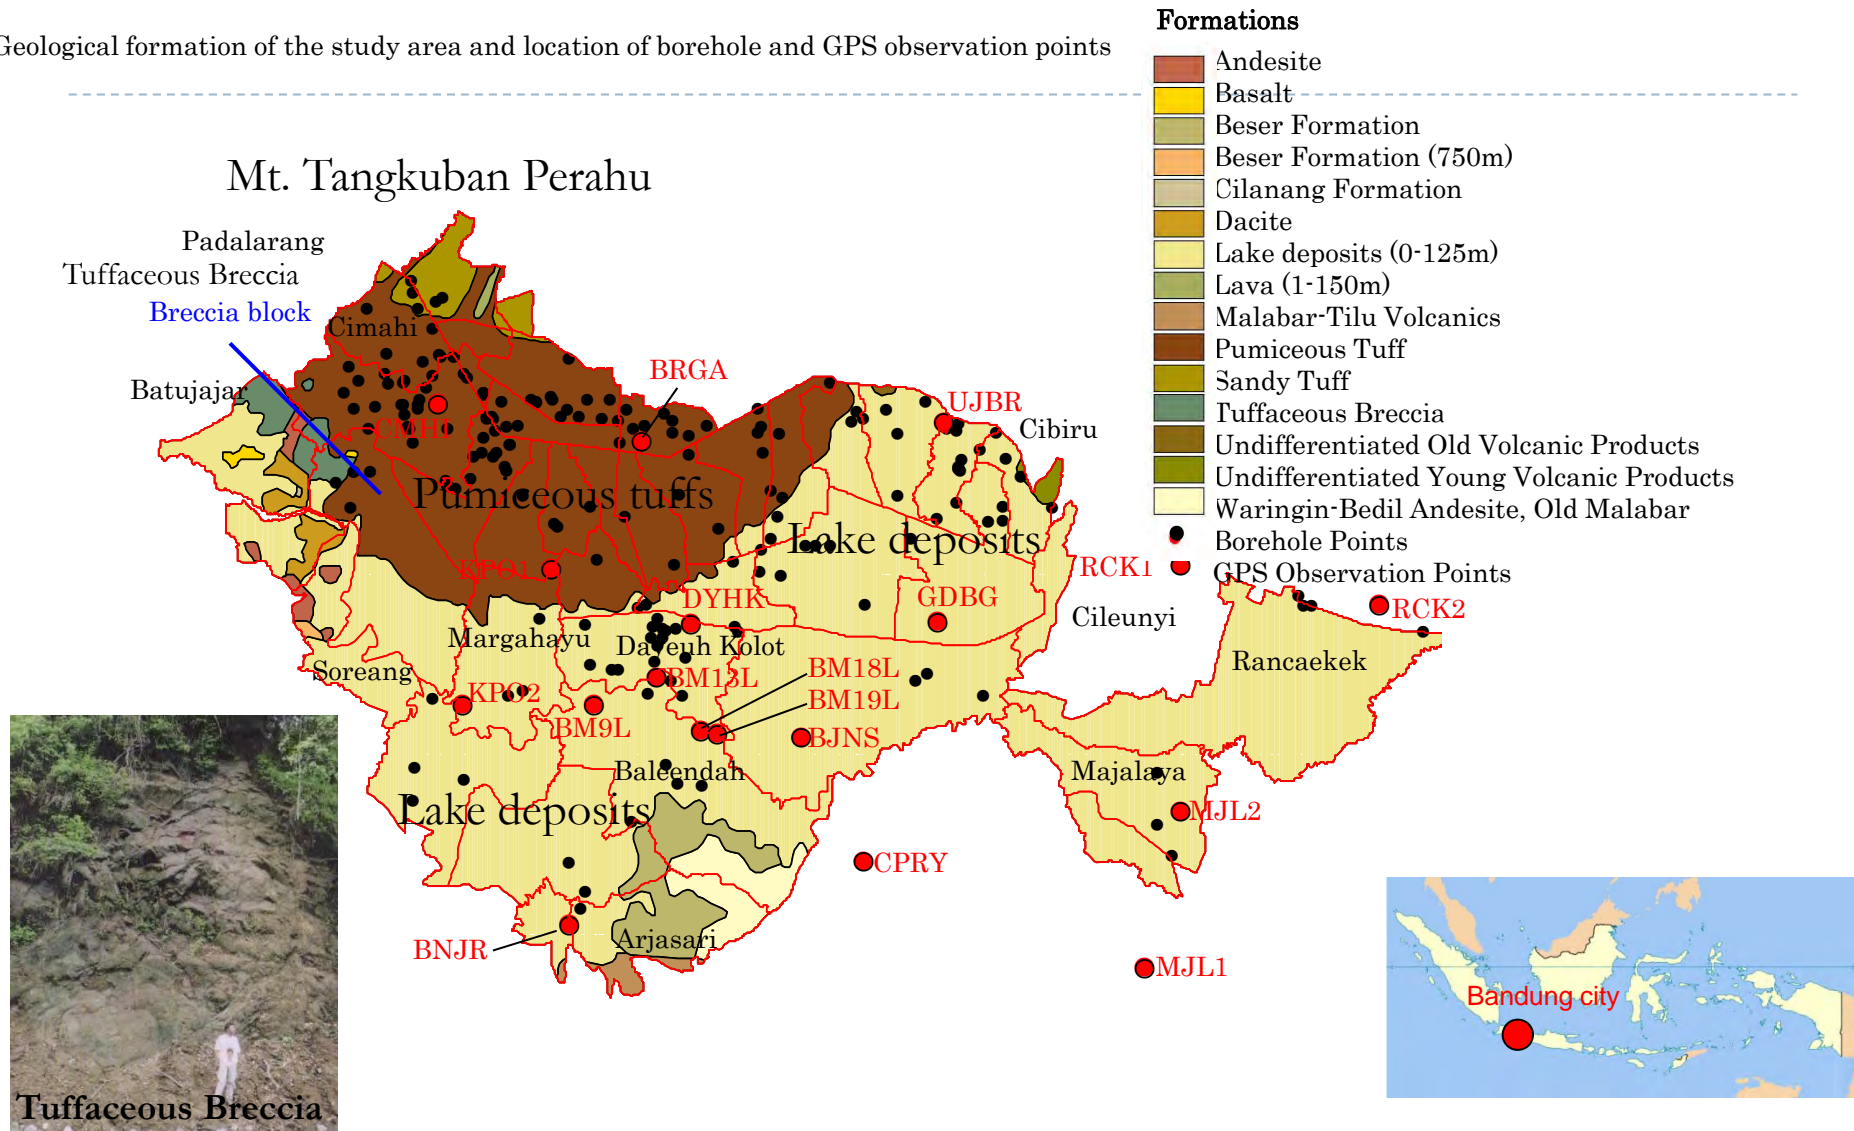 Geological formation of the study area and location of borehole and GPS observation points
Formations
Andesite
Basalt
Beser Formation
Beser Formation (750m)
Cilanang Formation
Dacite
Lake deposits (0-125m)
Lava (1-150m)
Malabar-Tilu Volcanics
Pumiceous Tuff
Sandy Tuff
Tuffaceous Breccia
Undifferentiated Old Volcanic Products
Undifferentiated Young Volcanic Products
Waringin-Bedil Andesite, Old Malabar
Borehole Points
GPS Observation Points
Mt. Tangkuban Perahu
Padalarang
Tuffaceous Breccia
Breccia block
Cimahi
Batujajar
BRGA
UJBR
Cibiru
CMHI
Pumiceous tuffs
Lake deposits
KPO1
RCK1
DYHK
GDBG
RCK2
Cileunyi
Margahayu
Dayeuh Kolot
Soreang
Rancaekek
BM18L
BM13L
KPO2
BM19L
BM9L
BJNS
Baleendah
Majalaya
Lake deposits
MJL2
CPRY
Arjasari
BNJR
MJL1
Bandung city
Tuffaceous Breccia